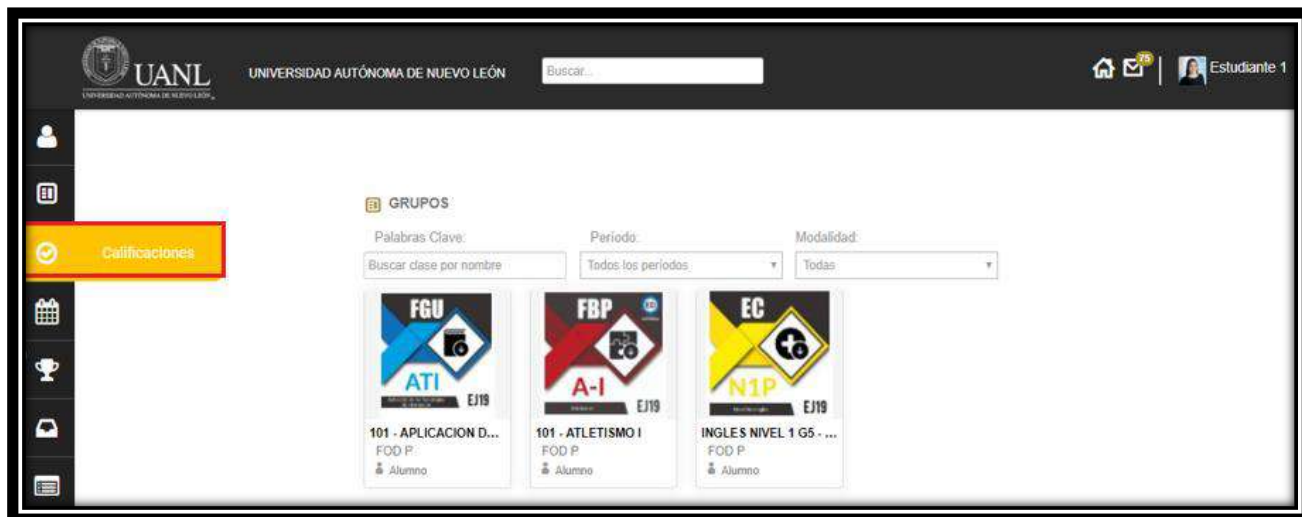 UANL
UNIVERSIDAD AUTÓNOMA DE NUEVO LEÓN
UNIVERSIDAD AUTÓNOMA DE NUEVO LEÓN
Buscar...
75
Estudiante 1
Calificaciones
GRUPOS
Palabras Clave: Período: Modalidad:
Buscar clase por nombre Todos los períodos Todas
FGU
ATI
EJ19
101 - APLICACION D...
FOD P
Alumno
FBP
A-I
EJ19
101 - ATLETISMO I
FOD P
Alumno
EC
N1P
EJ19
INGLES NIVEL 1 G5 - ...
FOD P
Alumno